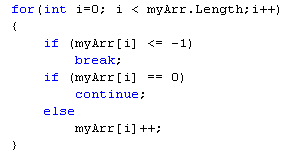 for(int i=0; i < myArr.Length;i++)
{
    if (myArr[i] <= -1)
        break;
    if (myArr[i] == 0)
        continue;
    else
        myArr[i]++;
}